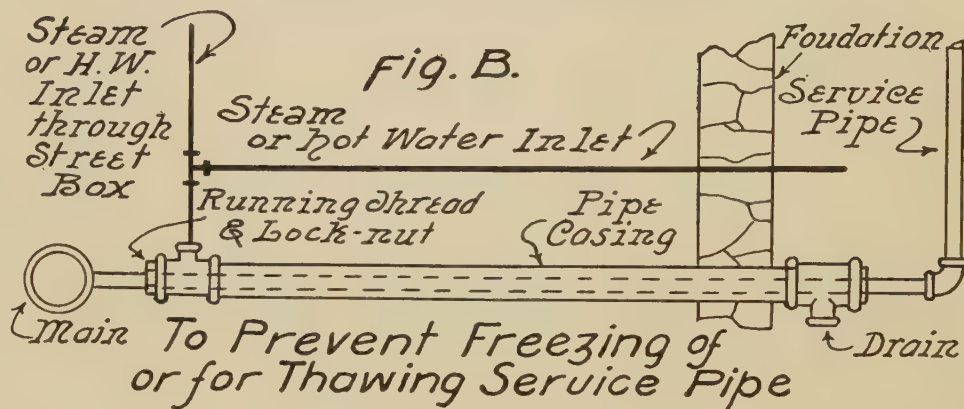 Steam
or H.W.
Inlet
through
Street
Box
Fig. B.
Steam
or hot Water Inlet
Foudation
Service
Pipe
Running thread
& Lock-nut
Pipe
Casing
Main
Drain
To Prevent Freezing of
or for Thawing Service Pipe